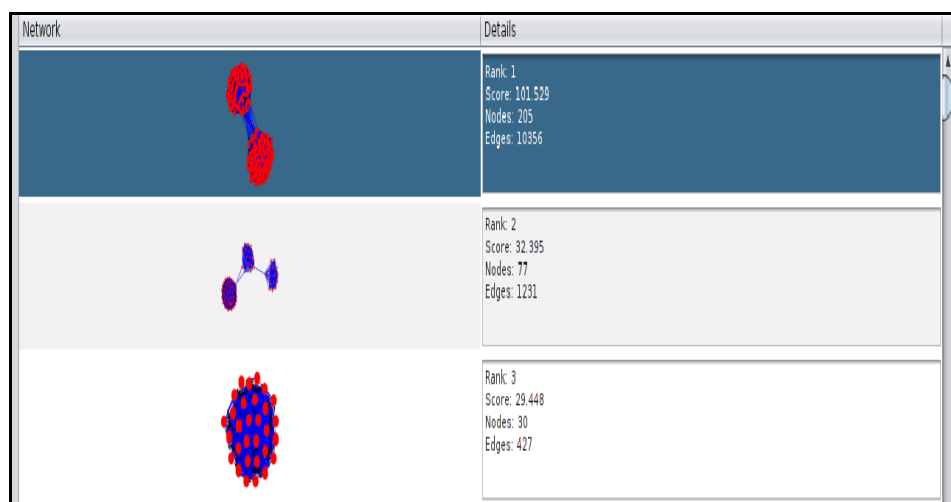 Network
Details
Rank: 1
Score: 101.529
Nodes: 205
Edges: 10356
Rank: 2
Score: 32.395
Nodes: 77
Edges: 1231
Rank: 3
Score: 29.448
Nodes: 30
Edges: 427